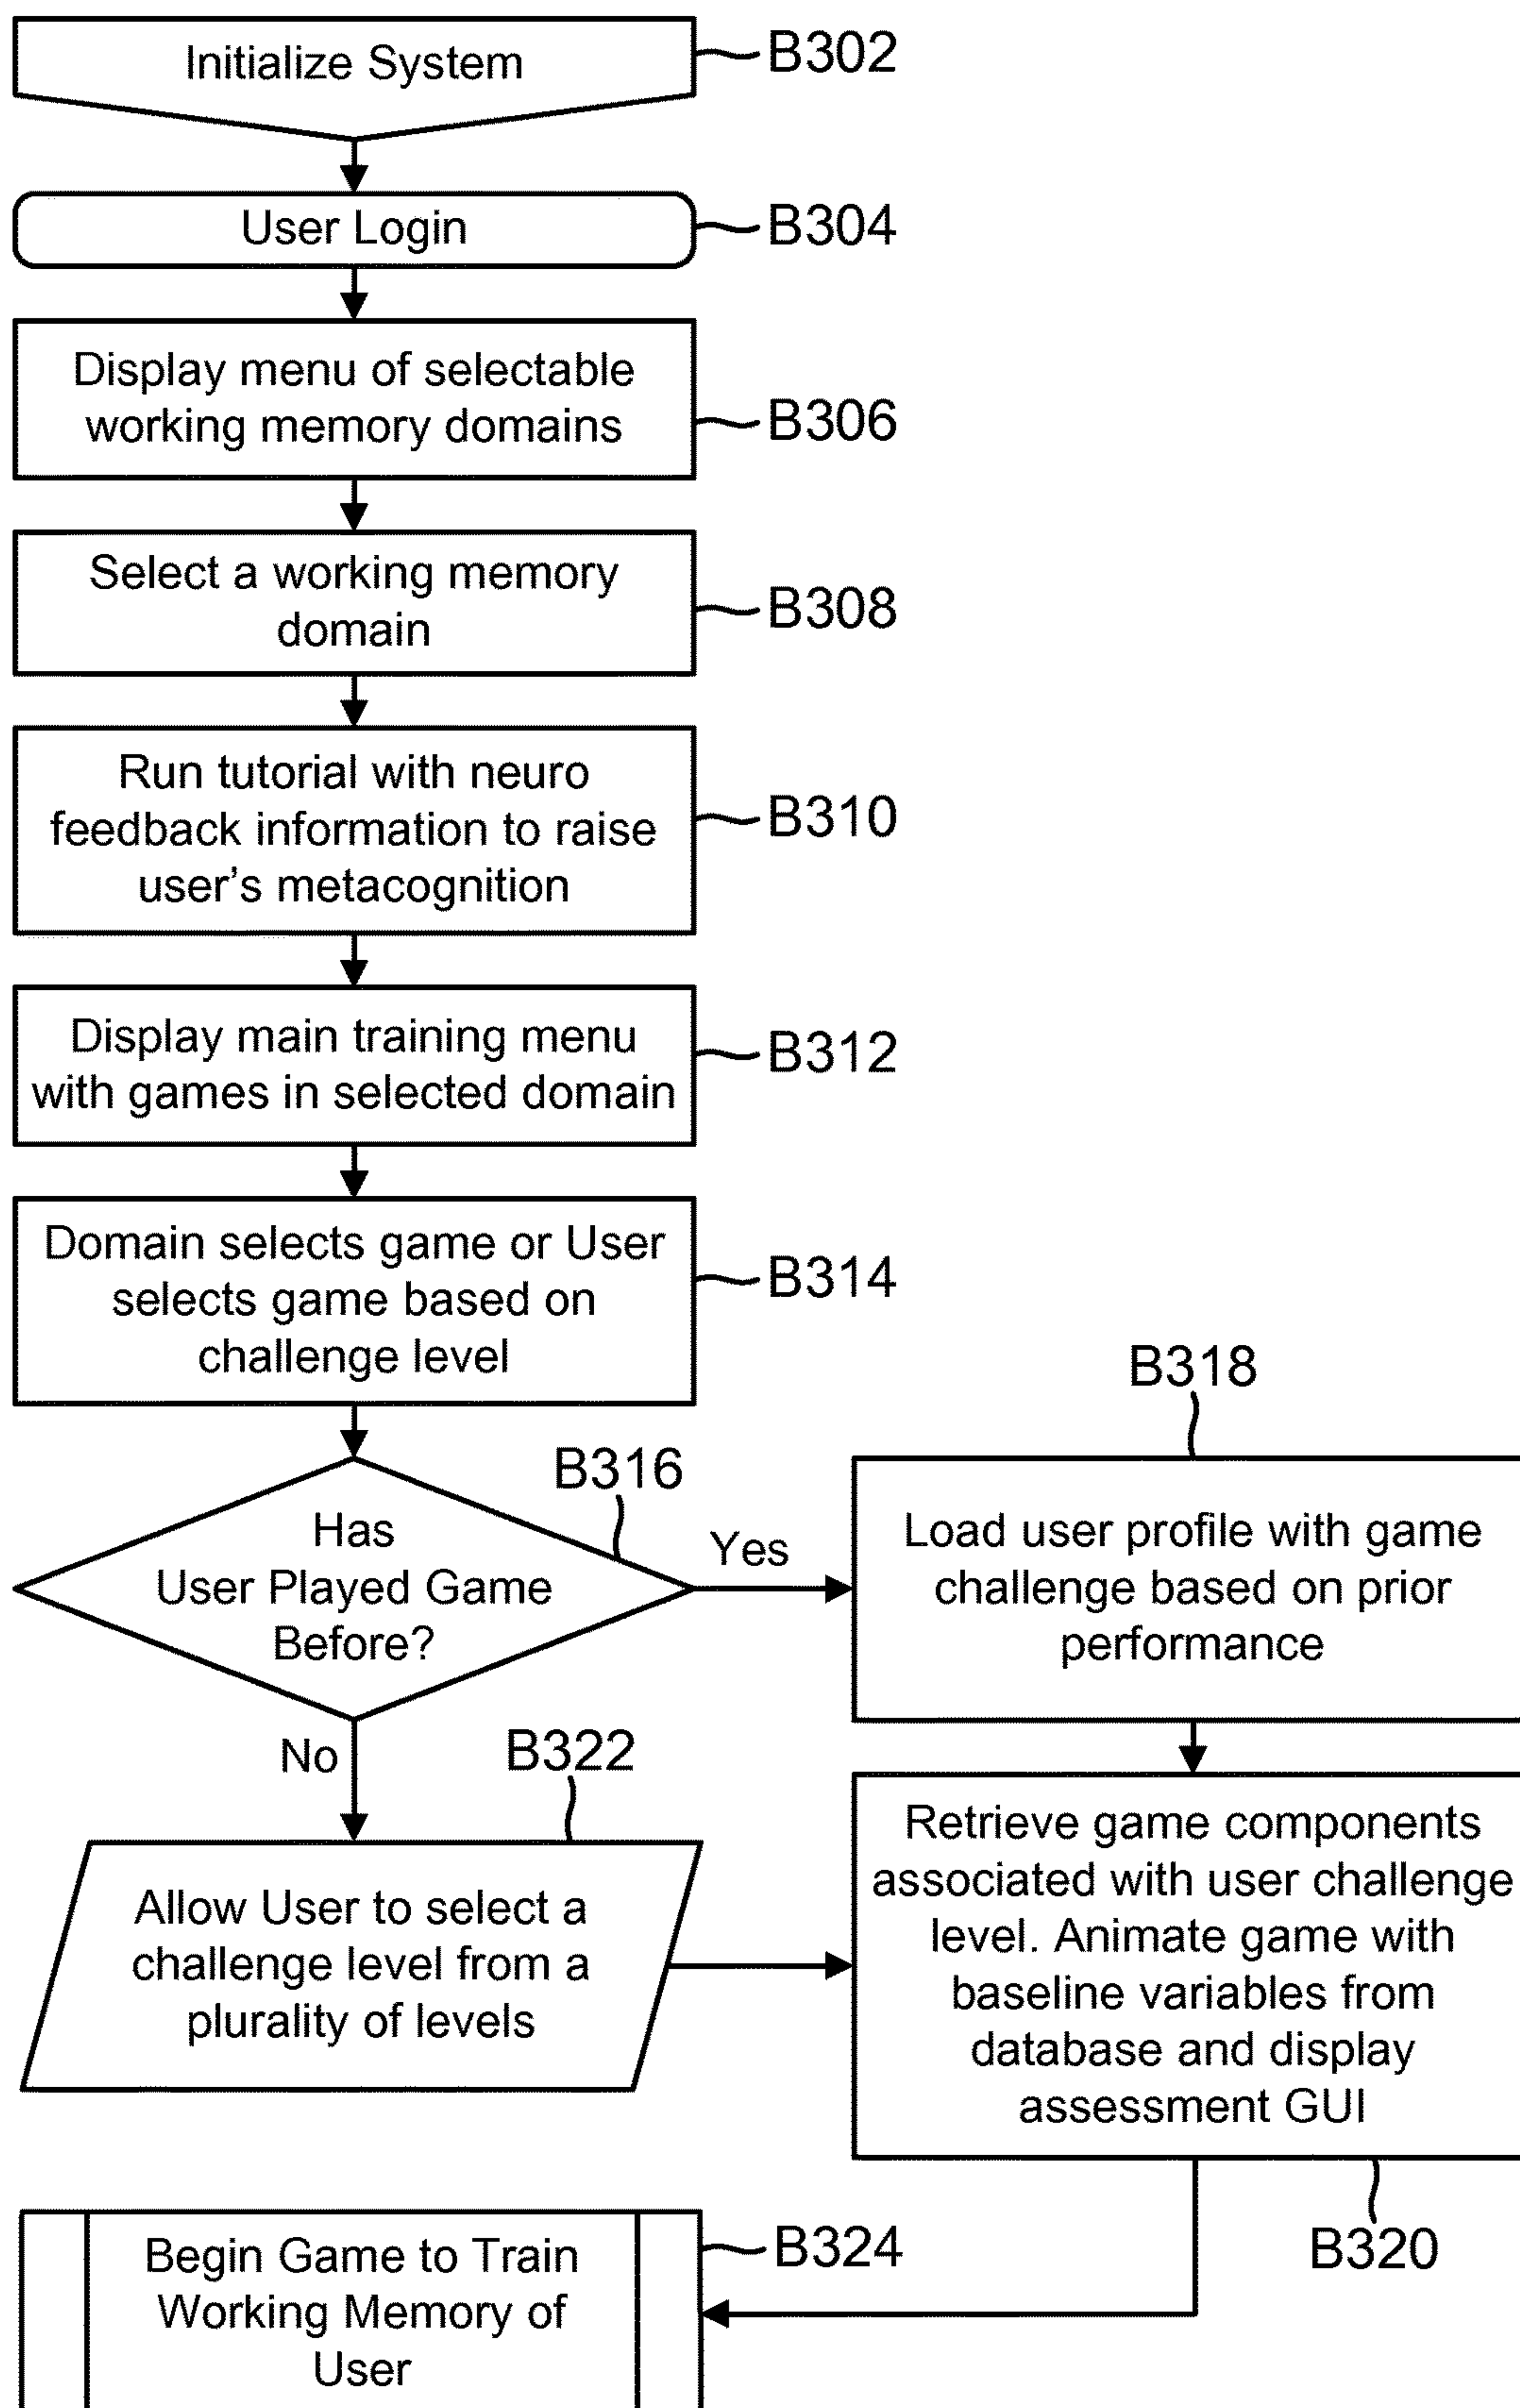 Initialize System
B302
User Login
B304
Display menu of selectable
working memory domains
B306
Select a working memory
domain
B308
Run tutorial with neuro
feedback information to raise
user's metacognition
B310
Display main training menu
with games in selected domain
B312
Domain selects game or User
selects game based on
challenge level
B314
Has
User Played Game
Before?
B316
Yes
No
B318
Load user profile with game
challenge based on prior
performance
B322
Allow User to select a
challenge level from a
plurality of levels
Retrieve game components
associated with user challenge
level. Animate game with
baseline variables from
database and display
assessment GUI
B320
Begin Game to Train
Working Memory of
User
B324